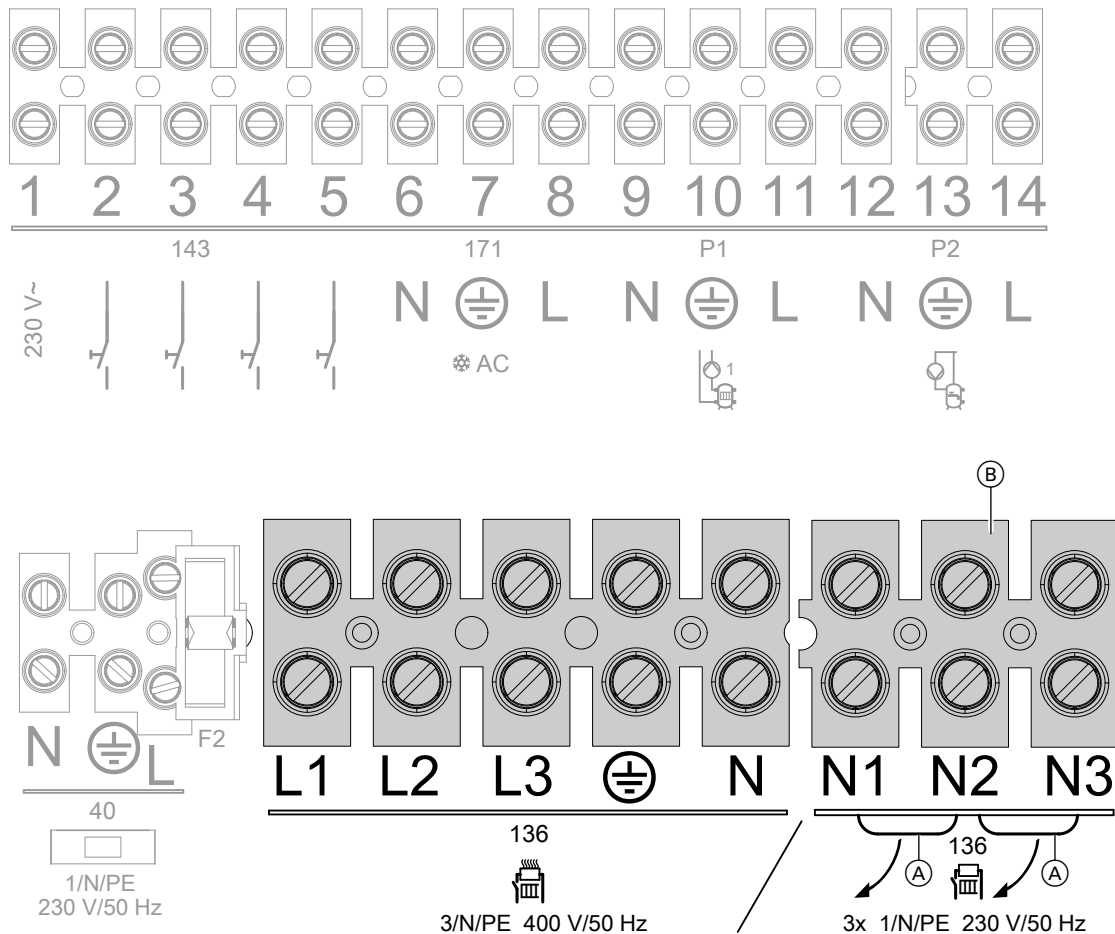 1 2 3 4 5 6 7 8 9 10 11 12 13 14
143 171 P1 P2
230 V~
N L N L N L
AC
1
B
N L F2
L1 L2 L3 N N1 N2 N3
40
136
136
A A
1/N/PE
230 V/50 Hz
3/N/PE 400 V/50 Hz
3x 1/N/PE 230 V/50 Hz